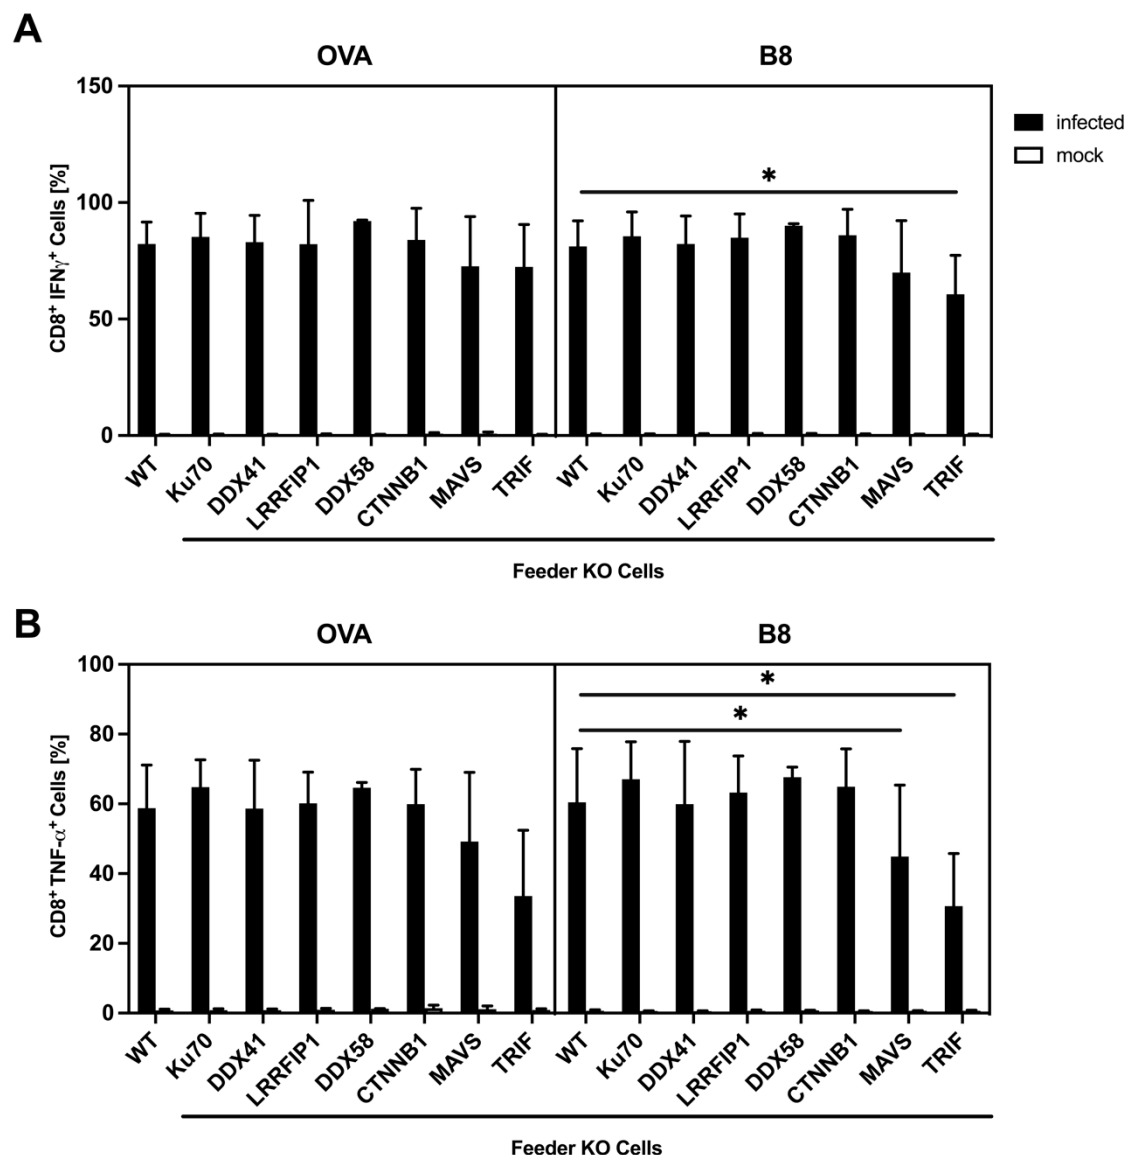 A
OVA B8
150
100
50
0
CD8+ IFNγ+ Cells [%]
*
infected
mock
WT Ku70 DDX41 LRRFIP1 DDX58 CTNNB1 MAVS TRIF WT Ku70 DDX41 LRRFIP1 DDX58 CTNNB1 MAVS TRIF
Feeder KO Cells
B
OVA B8
100
80
60
40
20
0
CD8+ TNF-α+ Cells [%]
*
*
WT Ku70 DDX41 LRRFIP1 DDX58 CTNNB1 MAVS TRIF WT Ku70 DDX41 LRRFIP1 DDX58 CTNNB1 MAVS TRIF
Feeder KO Cells